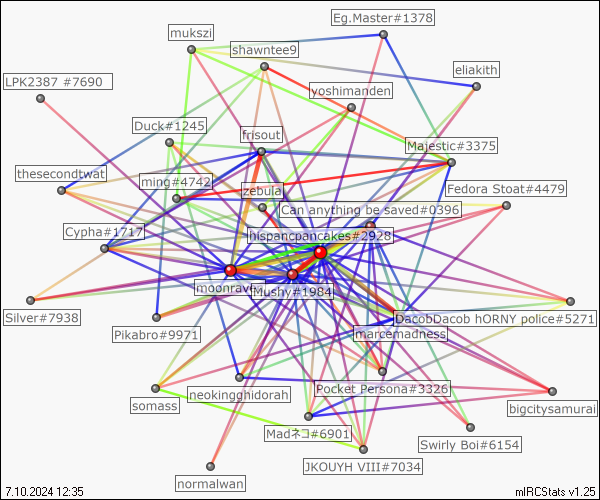 Eg.Master#1378
mukszi
shawntee9
eliakith
LPK2387 #7690
yoshimanden
Duck#1245
frisout
Majestic#3375
thesecondtwat
ming#4742
zebuia
Fedora Stoat#4479
Can anything be saved#0396
Cypha#1717
hispanicpancakes#2928
Mushy#1984
Silver#7938
DacobDacob hORNY police#5271
Pikabro#9971
marcemadness
Pocket Persona#3326
neokingghidorah
somass
bigcitysamurai
Madネコ#6901
Swirly Boi#6154
JKOUYH VIII#7034
normalwan
7.10.2024 12:35
mIRCStats v1.25